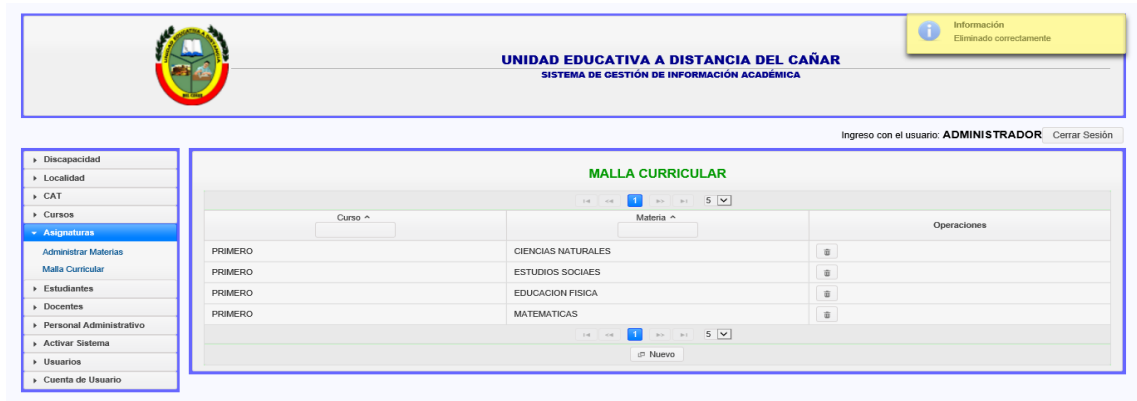 Información
Eliminado correctamente
UNIDAD EDUCATIVA A DISTANCIA DEL CAÑAR
SISTEMA DE GESTIÓN DE INFORMACIÓN ACADÉMICA
Ingreso con el usuario: ADMINISTRADOR Cerrar Sesión
Discapacidad
Localidad
CAT
Cursos
Asignaturas
Administrar Materias
Malla Curricular
Estudiantes
Docentes
Personal Administrativo
Activar Sistema
Usuarios
Cuenta de Usuario
MALLA CURRICULAR
1 5
Curso Materia Operaciones
PRIMERO CIENCIAS NATURALES
PRIMERO ESTUDIOS SOCIAES
PRIMERO EDUCACION FISICA
PRIMERO MATEMATICAS
1 5
Nuevo